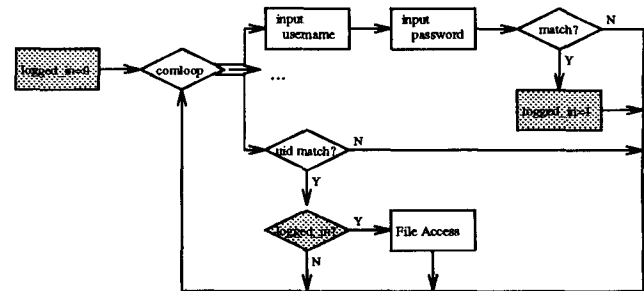 input
username
input
password
match?
N
logged_in=0
comloop
...
Y
logged_in=1
uid match?
N
Y
logged_in?
Y
File Access
N